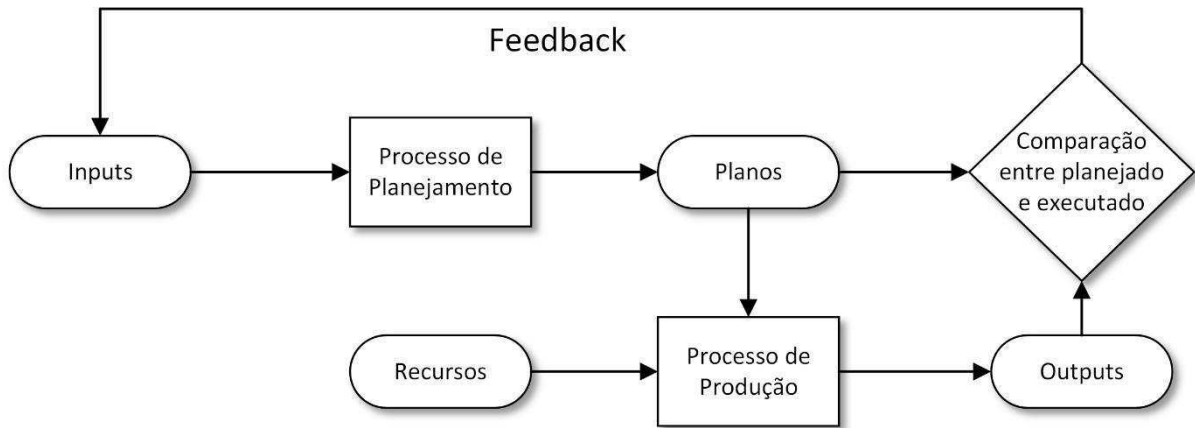 Feedback
Inputs
Processo de
Planejamento
Planos
Comparação
entre planejado
e executado
Recursos
Processo de
Produção
Outputs